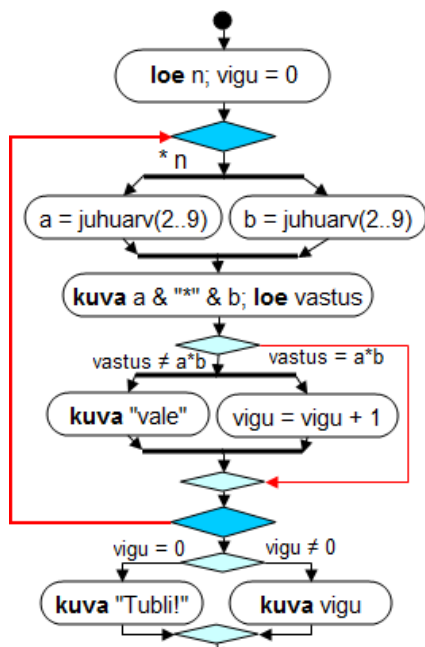 loe n; vigu = 0
* n
a = juhuarv(2..9)
b = juhuarv(2..9)
kuva a & "*" & b; loe vastus
vastus ≠ a*b
vastus = a*b
kuva "vale"
vigu = vigu + 1
vigu = 0
vigu ≠ 0
kuva "Tubli!"
kuva vigu